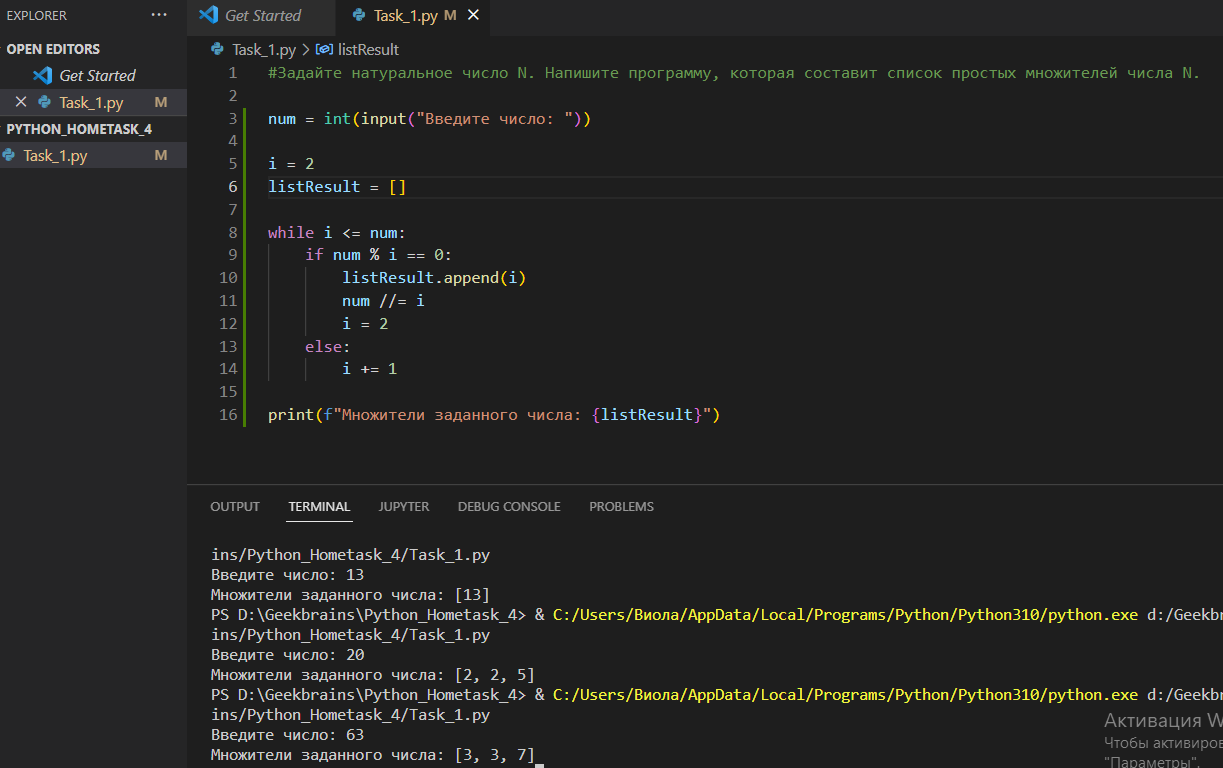 EXPLORER ...
OPEN EDITORS
Get Started
Task_1.py M
PYTHON_HOMETASK_4
Task_1.py M
Get Started Task_1.py M
Task_1.py > listResult
1 #Задайте натуральное число N. Напишите программу, которая составит список простых множителей числа N.
2
3 num = int(input("Введите число: "))
4
5 i = 2
6 listResult = []
7
8 while i <= num:
9     if num % i == 0:
10         listResult.append(i)
11         num //= i
12         i = 2
13     else:
14         i += 1
15
16 print(f"Множители заданного числа: {listResult}")
OUTPUT TERMINAL JUPYTER DEBUG CONSOLE PROBLEMS
ins/Python_Hometask_4/Task_1.py
Введите число: 13
Множители заданного числа: [13]
PS D:\Geekbrains\Python_Hometask_4> & C:/Users/Виола/AppData/Local/Programs/Python/Python310/python.exe d:/Geekbr
ins/Python_Hometask_4/Task_1.py
Введите число: 20
Множители заданного числа: [2, 2, 5]
PS D:\Geekbrains\Python_Hometask_4> & C:/Users/Виола/AppData/Local/Programs/Python/Python310/python.exe d:/Geekbr
ins/Python_Hometask_4/Task_1.py
Введите число: 63
Множители заданного числа: [3, 3, 7]
Активация W
Чтобы активиров
"Параметры".